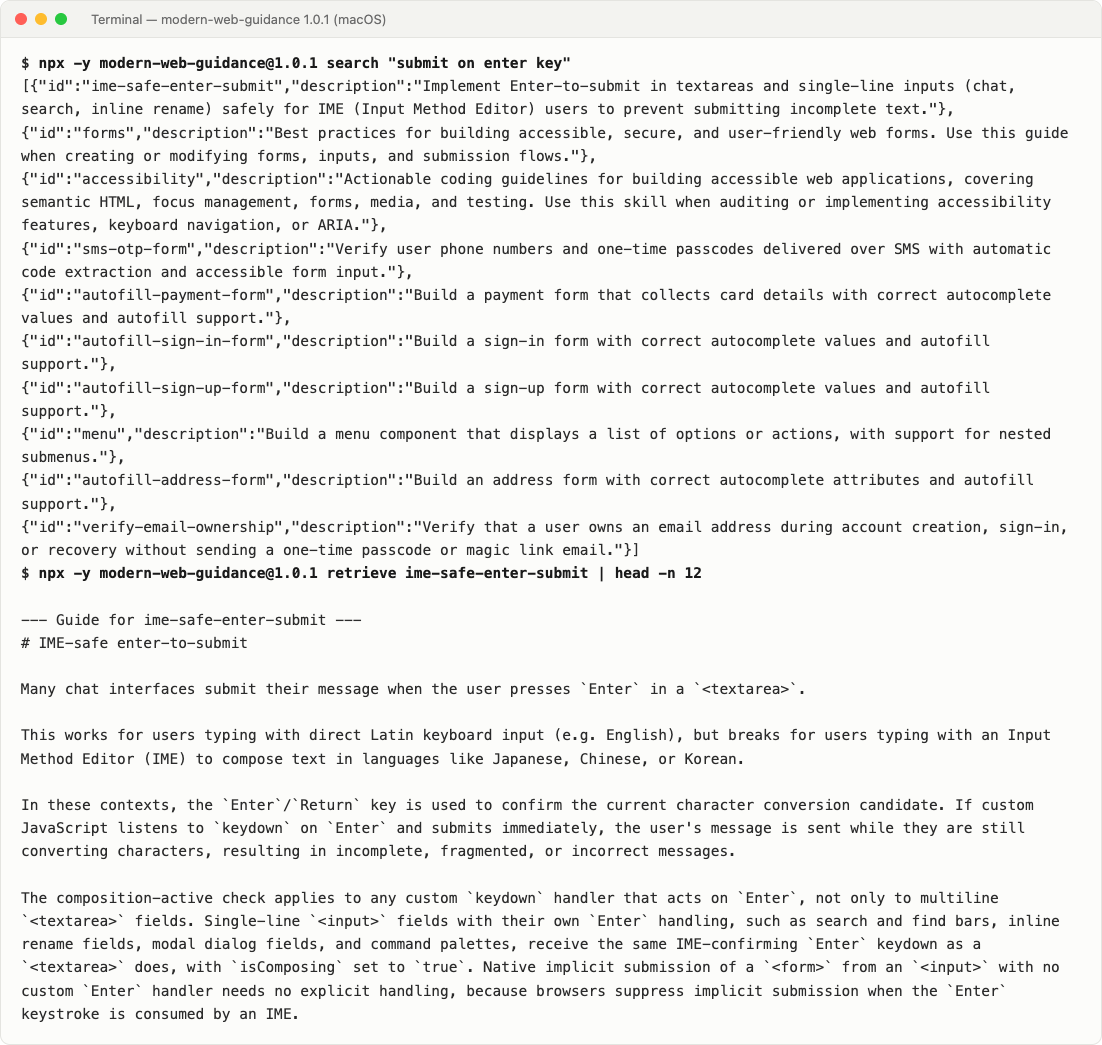 Terminal — modern-web-guidance 1.0.1 (macOS)
$ npx -y modern-web-guidance@1.0.1 search "submit on enter key"
[{"id":"ime-safe-enter-submit","description":"Implement Enter-to-submit in textareas and single-line inputs (chat,
search, inline rename) safely for IME (Input Method Editor) users to prevent submitting incomplete text."},
{"id":"forms","description":"Best practices for building accessible, secure, and user-friendly web forms. Use this guide
when creating or modifying forms, inputs, and submission flows."},
{"id":"accessibility","description":"Actionable coding guidelines for building accessible web applications, covering
semantic HTML, focus management, forms, media, and testing. Use this skill when auditing or implementing accessibility
features, keyboard navigation, or ARIA."},
{"id":"sms-otp-form","description":"Verify user phone numbers and one-time passcodes delivered over SMS with automatic
code extraction and accessible form input."},
{"id":"autofill-payment-form","description":"Build a payment form that collects card details with correct autocomplete
values and autofill support."},
{"id":"autofill-sign-in-form","description":"Build a sign-in form with correct autocomplete values and autofill
support."},
{"id":"autofill-sign-up-form","description":"Build a sign-up form with correct autocomplete values and autofill
support."},
{"id":"menu","description":"Build a menu component that displays a list of options or actions, with support for nested
submenus."},
{"id":"autofill-address-form","description":"Build an address form with correct autocomplete attributes and autofill
support."},
{"id":"verify-email-ownership","description":"Verify that a user owns an email address during account creation, sign-in,
or recovery without sending a one-time passcode or magic link email."}]
$ npx -y modern-web-guidance@1.0.1 retrieve ime-safe-enter-submit | head -n 12
--- Guide for ime-safe-enter-submit ---
# IME-safe enter-to-submit
Many chat interfaces submit their message when the user presses `Enter` in a `<textarea>`.
This works for users typing with direct Latin keyboard input (e.g. English), but breaks for users typing with an Input
Method Editor (IME) to compose text in languages like Japanese, Chinese, or Korean.
In these contexts, the `Enter`/`Return` key is used to confirm the current character conversion candidate. If custom
JavaScript listens to `keydown` on `Enter` and submits immediately, the user's message is sent while they are still
converting characters, resulting in incomplete, fragmented, or incorrect messages.
The composition-active check applies to any custom `keydown` handler that acts on `Enter`, not only to multiline
`<textarea>` fields. Single-line `<input>` fields with their own `Enter` handling, such as search and find bars, inline
rename fields, modal dialog fields, and command palettes, receive the same IME-confirming `Enter` keydown as a
`<textarea>` does, with `isComposing` set to `true`. Native implicit submission of a `<form>` from an `<input>` with no
custom `Enter` handler needs no explicit handling, because browsers suppress implicit submission when the `Enter`
keystroke is consumed by an IME.